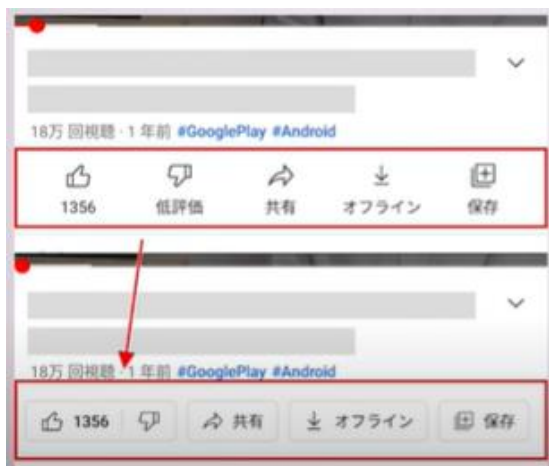 18万 回視聴・1 年前 #GooglePlay #Android
1356 低評価 共有 オフライン 保存
18万 回視聴・1 年前 #GooglePlay #Android
1356 共有 オフライン 保存